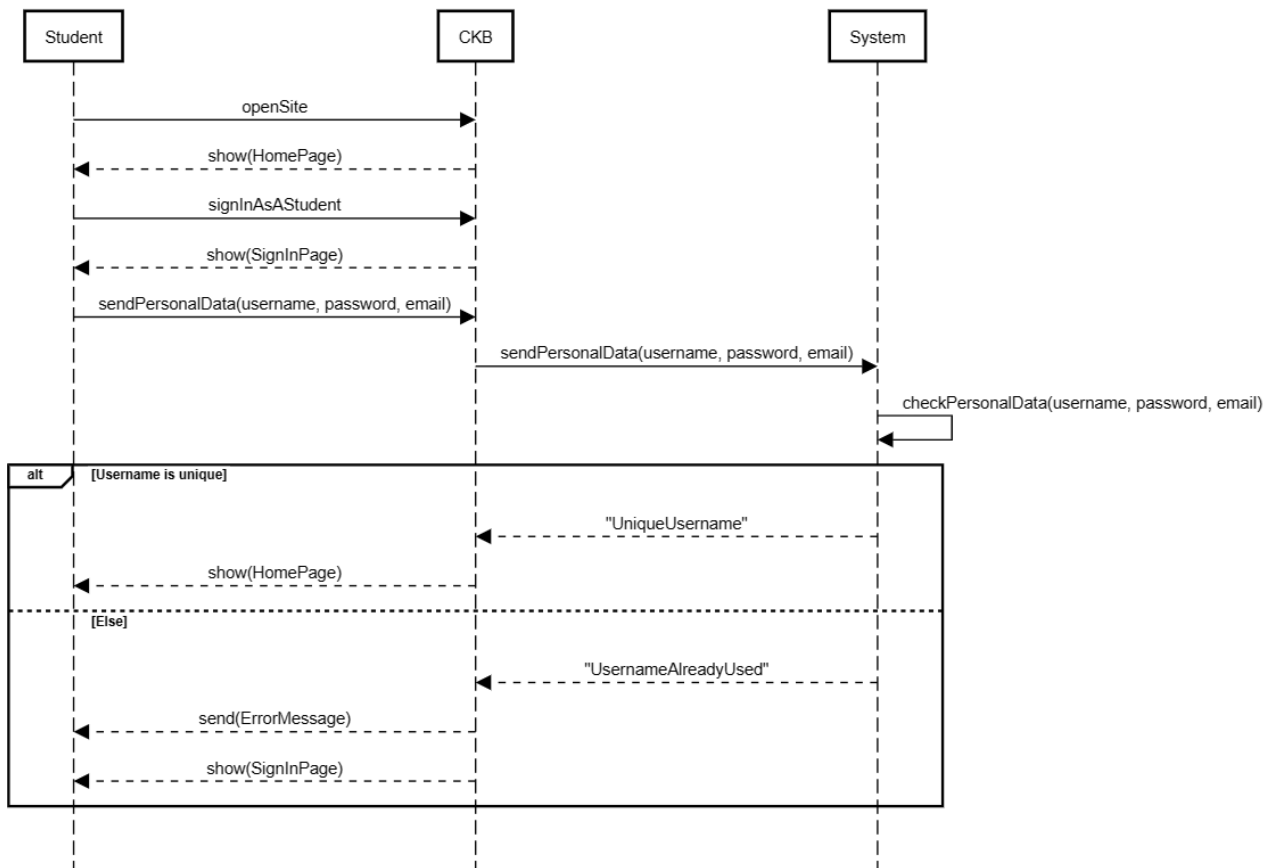 Student
CKB
System
openSite
show(HomePage)
signInAsAStudent
show(SignInPage)
sendPersonalData(username, password, email)
sendPersonalData(username, password, email)
checkPersonalData(username, password, email)
alt
[Username is unique]
"UniqueUsername"
show(HomePage)
[Else]
"UsernameAlreadyUsed"
send(ErrorMessage)
show(SignInPage)